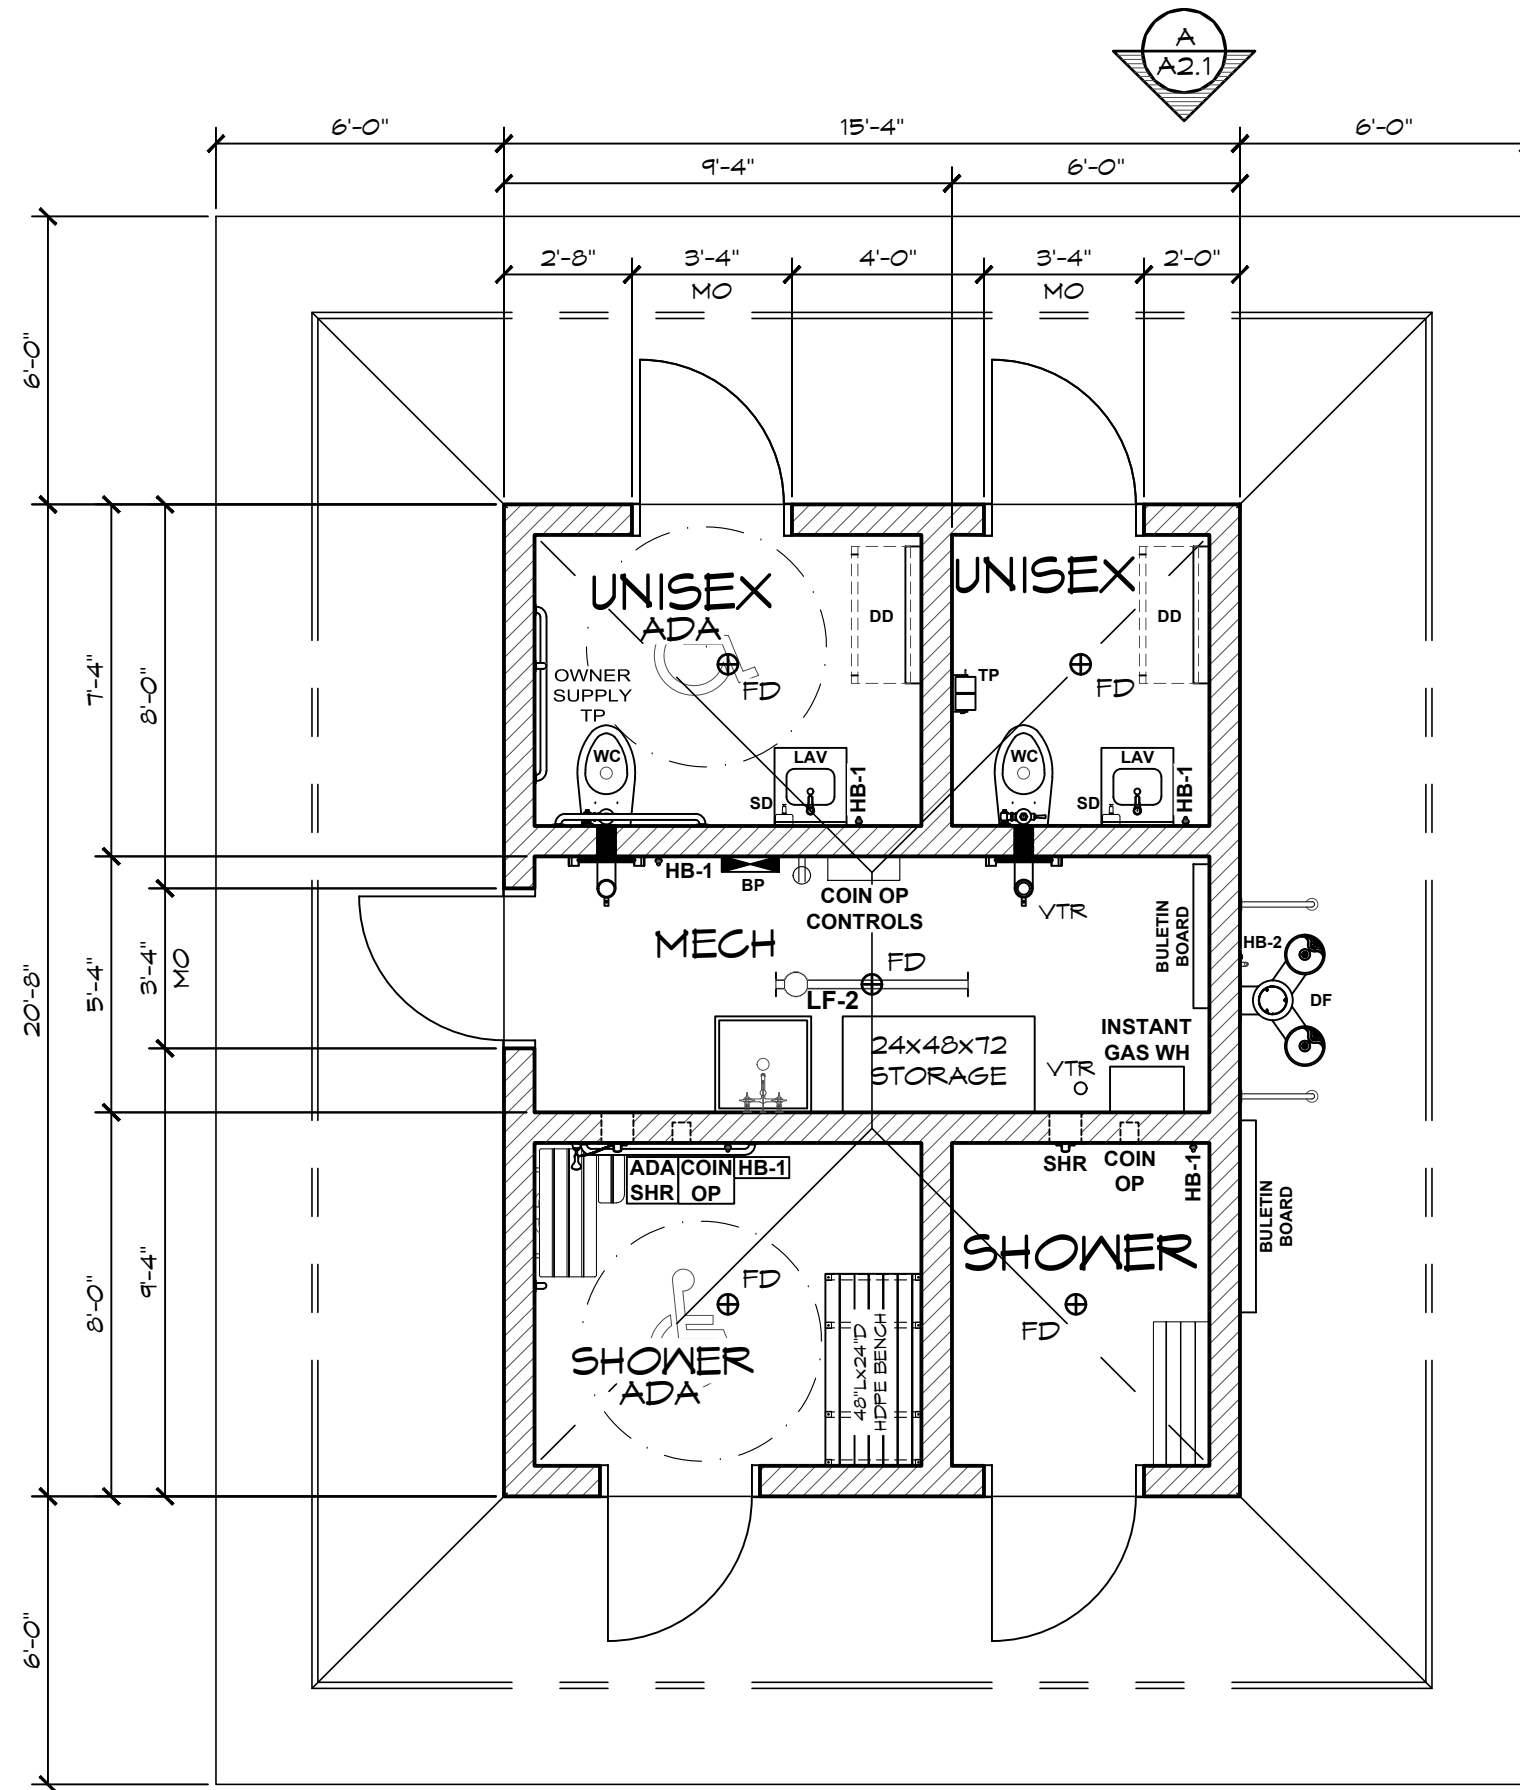 A
A2.1
6'-0"
15'-4"
6'-0"
9'-4"
6'-0"
2'-8"
3'-4"
MO
4'-0"
3'-4"
MO
2'-0"
6'-0"
20'-8"
6'-0"
7'-4"
5'-4"
8'-0"
8'-0"
3'-4"
MO
9'-4"
UNISEX
ADA
OWNER
SUPPLY
TP
FD
DD
WC
LAV
SD
HB-1
UNISEX
TP
FD
DD
WC
LAV
SD
HB-1
HB-1
BP
COIN OP
CONTROLS
VTR
MECH
FD
LF-2
BULETIN
BOARD
HB-2
DF
24x48x72
STORAGE
VTR
INSTANT
GAS WH
ADA
SHR
COIN
OP
HB-1
SHR
COIN
OP
HB-1
BULETIN
BOARD
FD
SHOWER
ADA
48"Lx24"D
HDPE BENCH
SHOWER
FD